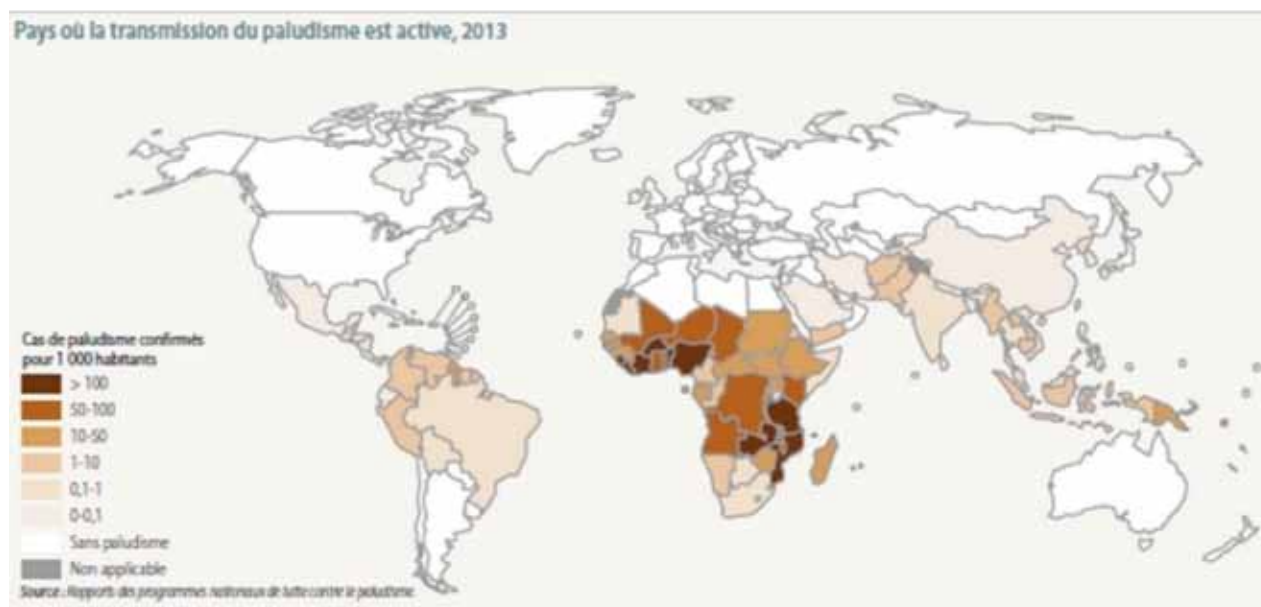 Pays où la transmission du paludisme est active, 2013
Cas de paludisme confirmés
pour 1 000 habitants
> 100
50-100
10-50
1-10
0,1-1
0-0,1
Sans paludisme
Non applicable
Source : Rapports des programmes nationaux de lutte contre le paludisme.